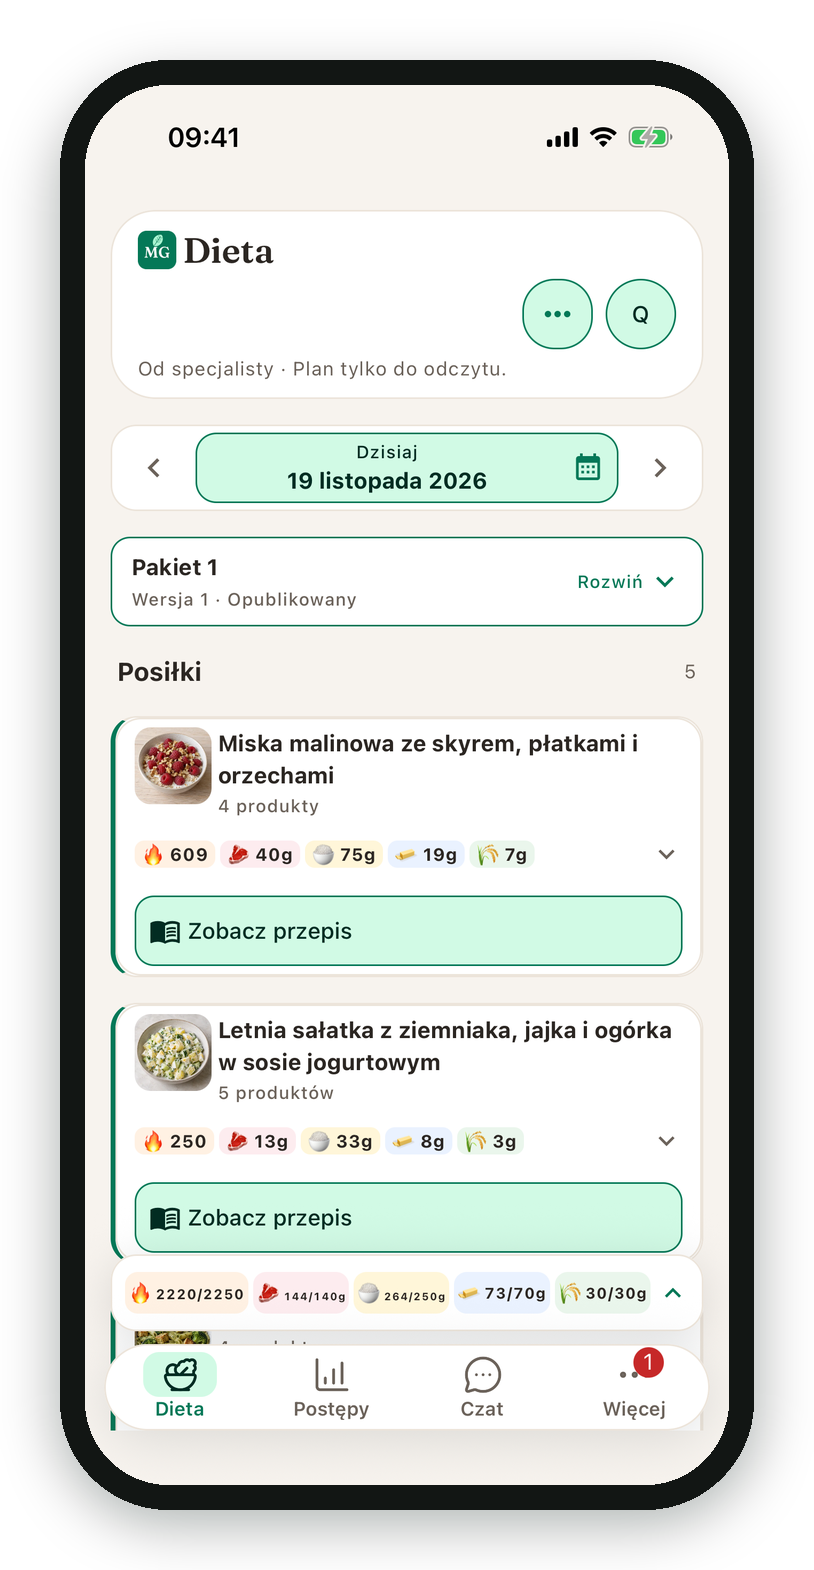 09:41
MG Dieta
Q
Od specjalisty · Plan tylko do odczytu.
Dzisiaj
19 listopada 2026
Pakiet 1
Rozwiń
Wersja 1 · Opublikowany
Posiłki 5
Miska malinowa ze skyrem, płatkami i
orzechami
4 produkty
609 40g 75g 19g 7g
Zobacz przepis
Letnia sałatka z ziemniaka, jajka i ogórka
w sosie jogurtowym
5 produktów
250 13g 33g 8g 3g
Zobacz przepis
2220/2250 144/140g 264/250g 73/70g 30/30g
1
Dieta Postępy Czat Więcej